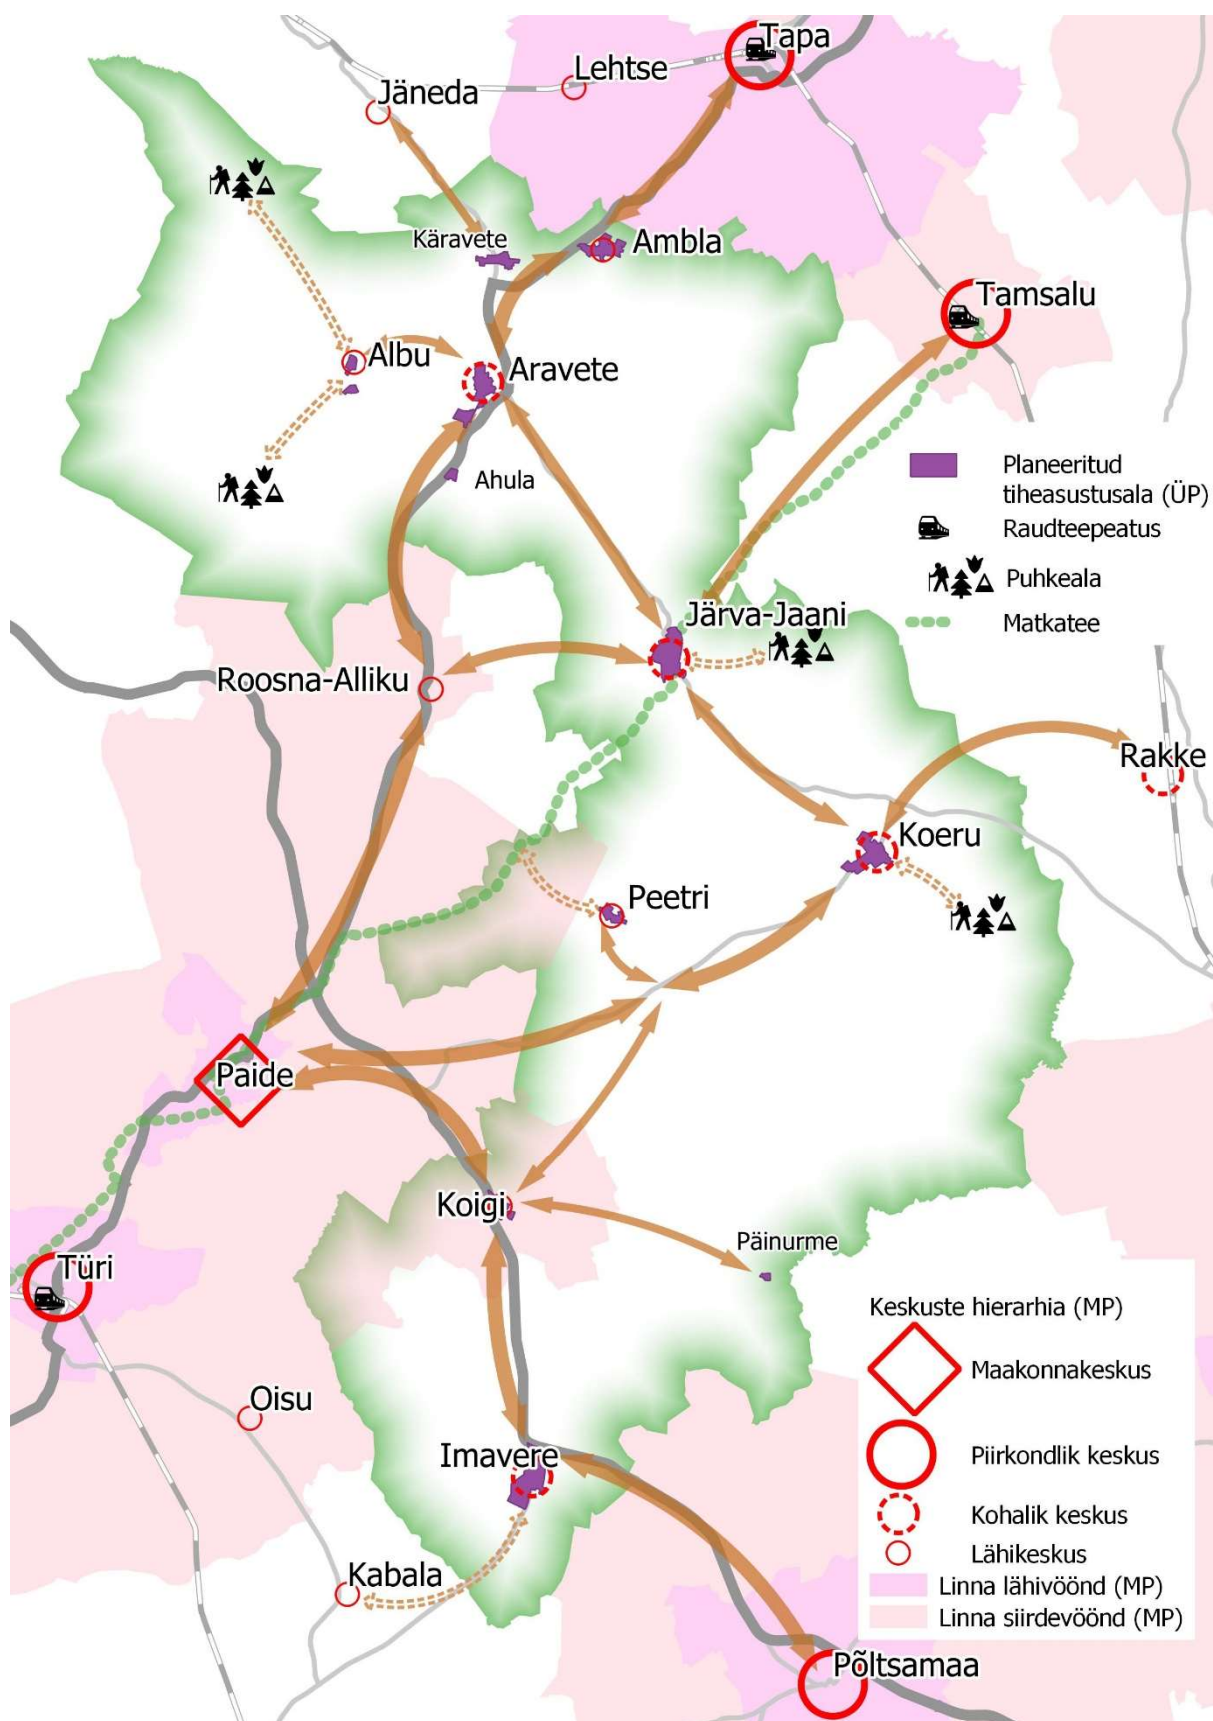 Tapa
Lehtse
Jäneda
Käravete
Ambla
Tamsalu
Albu
Aravete
Ahula
Planeeritud
tiheasustusala (ÜP)
Raudteepeatus
Puhkeala
Matkatee
Järva-Jaani
Roosna-Alliku
Rakke
Koeru
Peetri
Paide
Koigi
Päinurme
Türi
Keskuste hierarhia (MP)
Maakonnakeskus
Oisu
Imavere
Piirkondlik keskus
Kohalik keskus
Lähikeskus
Kabala
Linna lähivöönd (MP)
Linna siirdevöönd (MP)
Põltsamaa